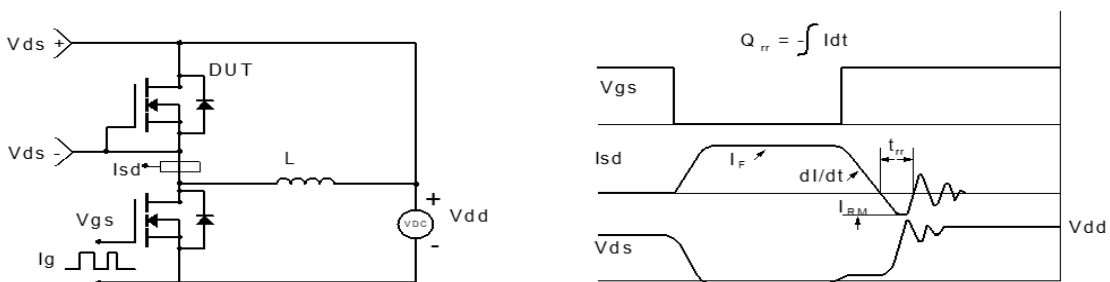 Vds +
DUT
Vds -
Isd
L
Vgs
Ig
+
VDC
-
Vdd
Q rr = -∫ Idt
Vgs
Isd
I F
dI/dt
t rr
I RM
Vds
Vdd